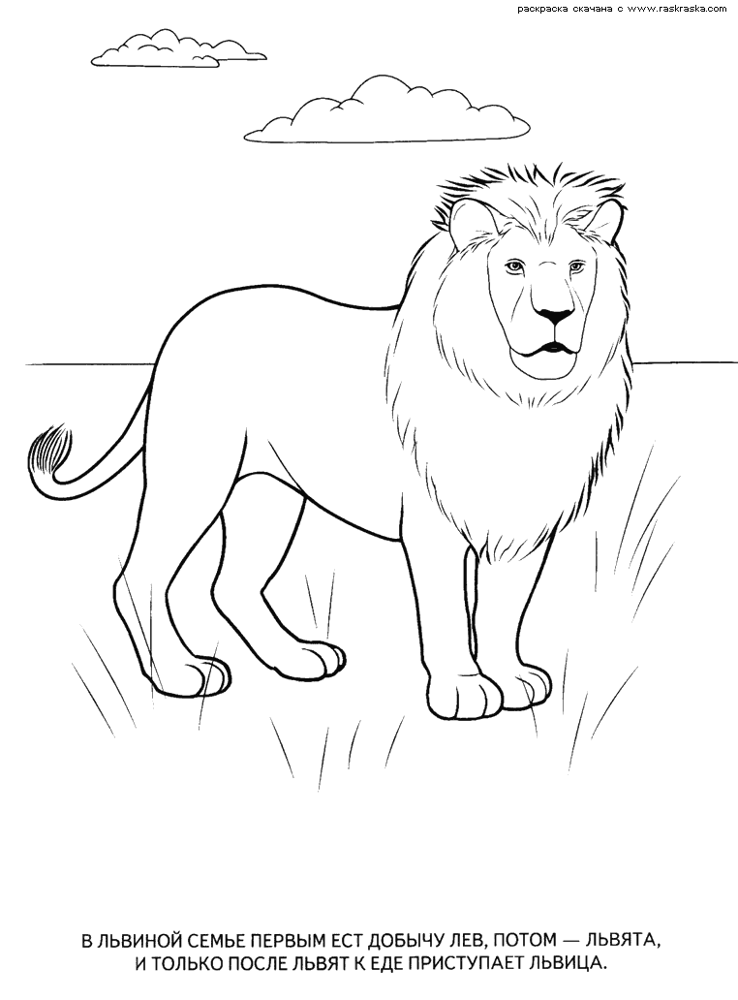 раскраска скачана с www.raskraska.com
В ЛЬВИНОЙ СЕМЬЕ ПЕРВЫМ ЕСТ ДОБЫЧУ ЛЕВ, ПОТОМ — ЛЬВЯТА,
И ТОЛЬКО ПОСЛЕ ЛЬВЯТ К ЕДЕ ПРИСТУПАЕТ ЛЬВИЦА.